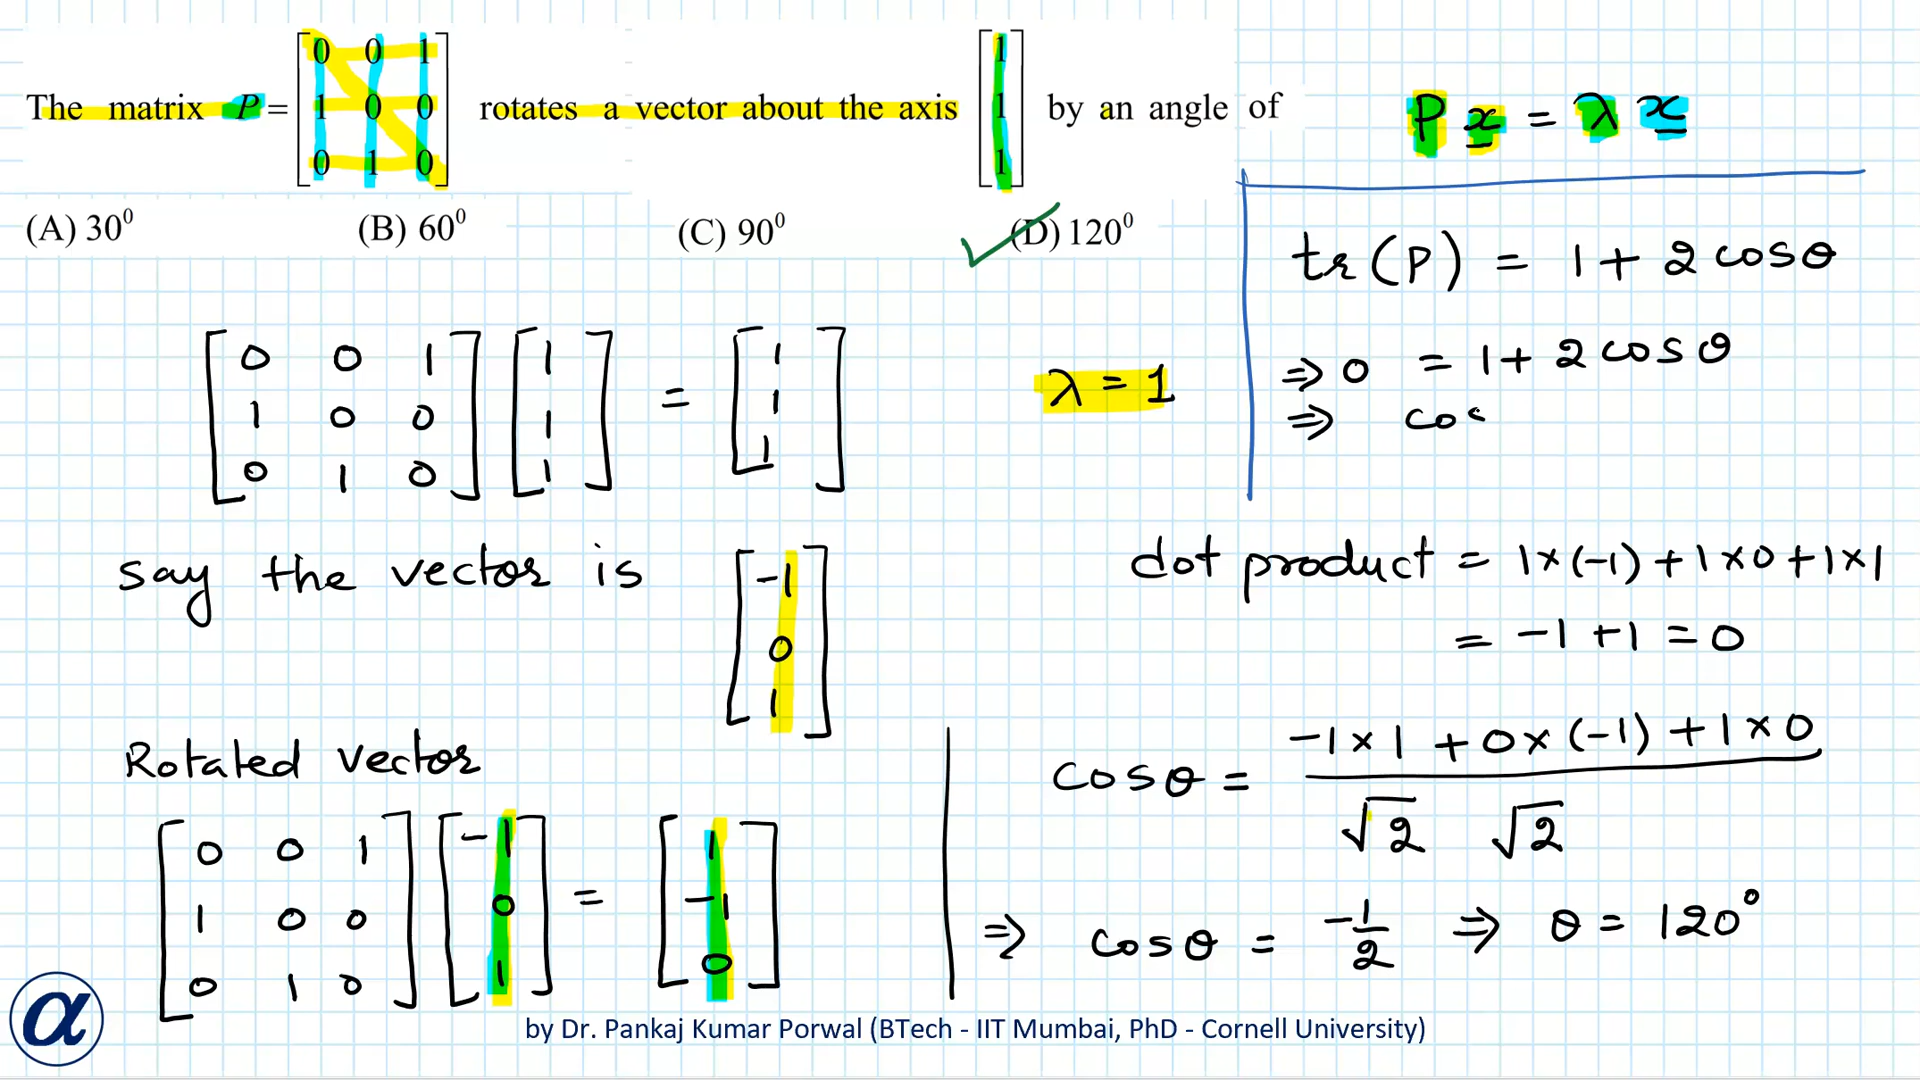 The matrix P = [0 0 1; 1 0 0; 0 1 0] rotates a vector about the axis [1; 1; 1] by an angle of
(A) 30⁰ (B) 60⁰ (C) 90⁰ (D) 120⁰
P x = λ x
tr(P) = 1 + 2 cosθ
⇒ 0 = 1 + 2 cosθ
⇒ cos
[0 0 1; 1 0 0; 0 1 0] [1; 1; 1] = [1; 1; 1] λ = 1
say the vector is [-1; 0; 1]
dot product = 1×(-1) + 1×0 + 1×1
= -1 + 1 = 0
Rotated vector
[0 0 1; 1 0 0; 0 1 0] [-1; 0; 1] = [1; -1; 0]
cosθ = (-1×1 + 0×(-1) + 1×0) / (√2 √2)
⇒ cosθ = -1/2 ⇒ θ = 120°
α
by Dr. Pankaj Kumar Porwal (BTech - IIT Mumbai, PhD - Cornell University)